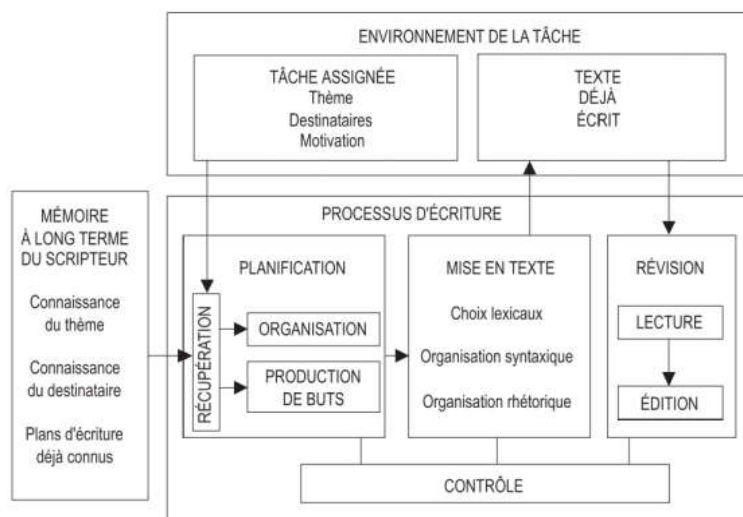 ENVIRONNEMENT DE LA TÂCHE
TÂCHE ASSIGNÉE
Thème
Destinataires
Motivation
TEXTE
DÉJÀ
ÉCRIT
MÉMOIRE
À LONG TERME
DU SCRIPTEUR
Connaissance
du thème
Connaissance
du destinataire
Plans d'écriture
déjà connus
PROCESSUS D'ÉCRITURE
PLANIFICATION
RÉCUPÉRATION
ORGANISATION
PRODUCTION
DE BUTS
MISE EN TEXTE
Choix lexicaux
Organisation syntaxique
Organisation rhétorique
RÉVISION
LECTURE
ÉDITION
CONTRÔLE